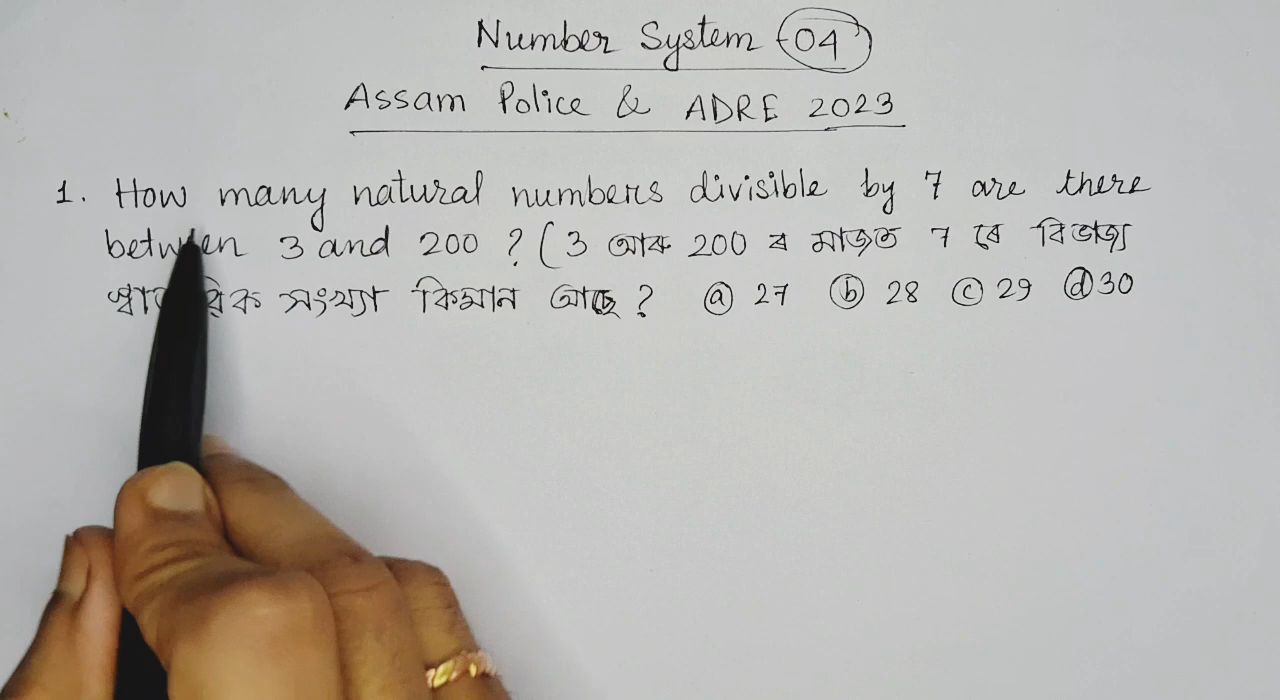 Number System - 04
Assam Police & ADRE 2023
1. How many natural numbers divisible by 7 are there
between 3 and 200 ? (3 আৰু 200 ৰ মাজত 7 ৰে বিভাজ্য
সংখ্যা কিমান আছে ? ⓐ 27 ⓑ 28 ⓒ 29 ⓓ 30